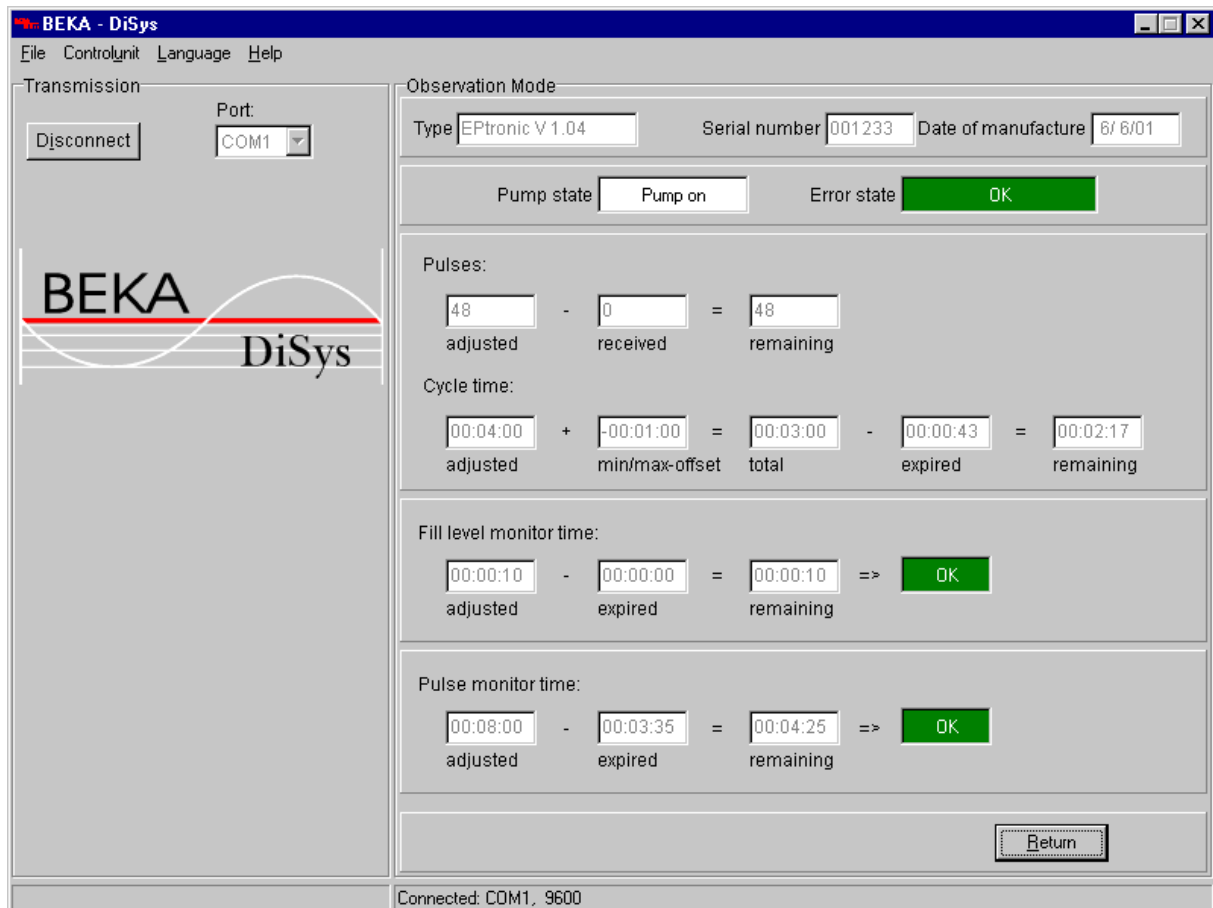 BEKA - DiSys
File Controlunit Language Help
Transmission
Port:
Disconnect
COM1
BEKA
DiSys
Observation Mode
Type EPtronic V 1.04 Serial number 001233 Date of manufacture 6/ 6/01
Pump state Pump on Error state OK
Pulses:
48 - 0 = 48
adjusted received remaining
Cycle time:
00:04:00 + -00:01:00 = 00:03:00 - 00:00:43 = 00:02:17
adjusted min/max-offset total expired remaining
Fill level monitor time:
00:00:10 - 00:00:00 = 00:00:10 => OK
adjusted expired remaining
Pulse monitor time:
00:08:00 - 00:03:35 = 00:04:25 => OK
adjusted expired remaining
Return
Connected: COM1, 9600